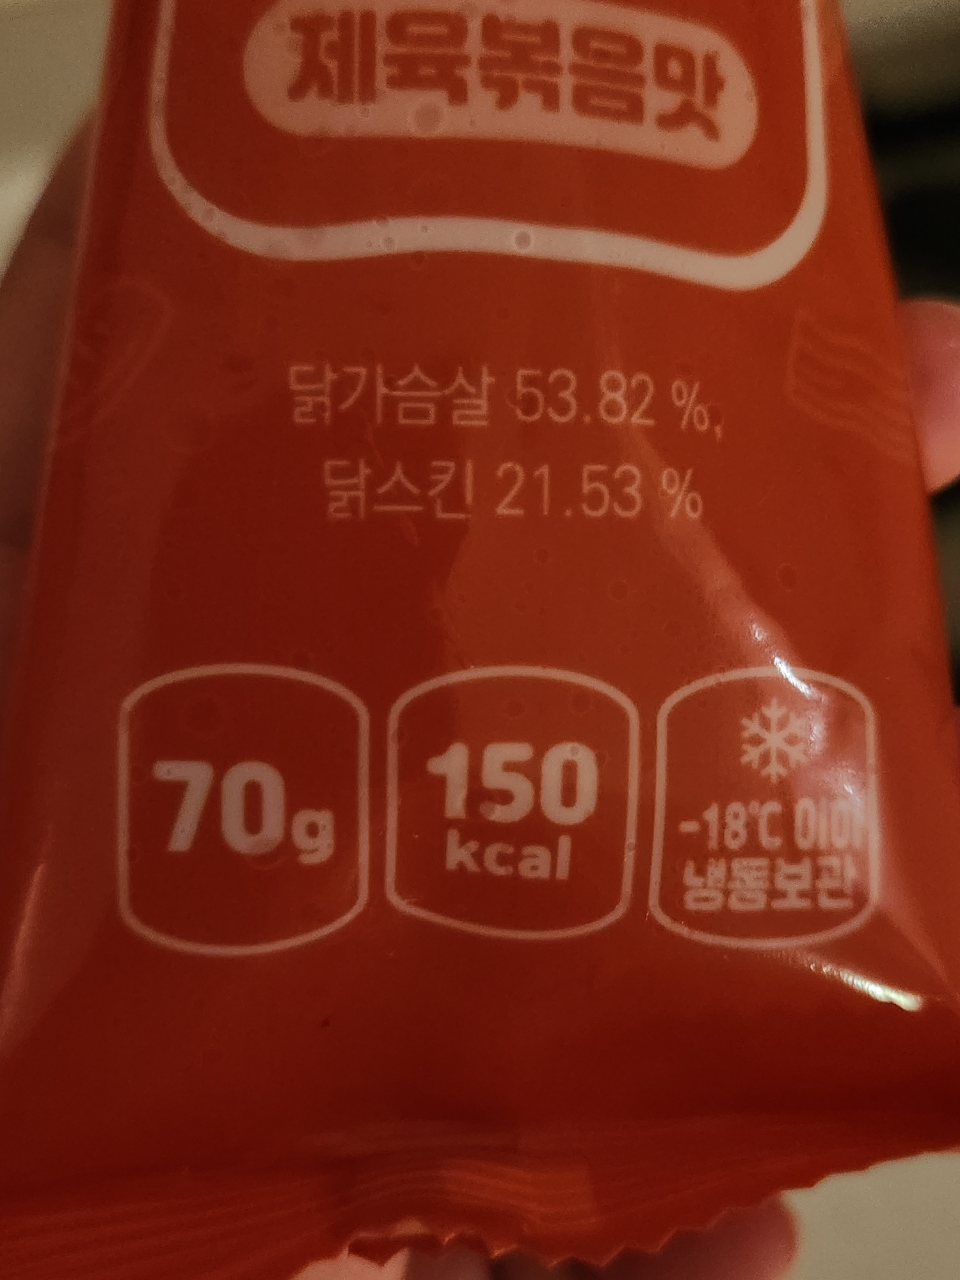 제육볶음맛
닭가슴살 53.82 %,
닭스킨 21.53 %
70g
150
kcal
-18℃ 이하
냉동보관